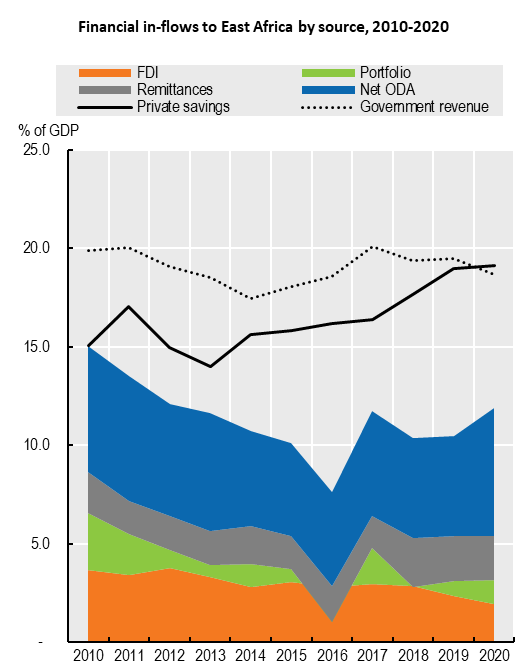 Financial in-flows to East Africa by source, 2010-2020
FDI Portfolio
Remittances Net ODA
Private savings Government revenue
% of GDP
25.0
20.0
15.0
10.0
5.0
-
2010 2011 2012 2013 2014 2015 2016 2017 2018 2019 2020